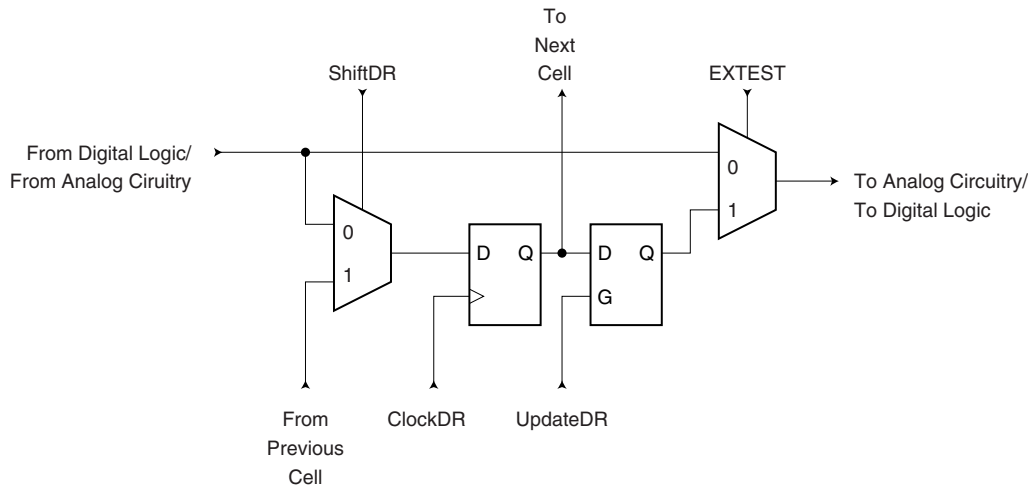 To
Next
Cell
ShiftDR
EXTEST
From Digital Logic/
From Analog Ciruitry
0
1
To Analog Circuitry/
To Digital Logic
0
1
D Q
D Q
G
From
Previous
Cell
ClockDR
UpdateDR